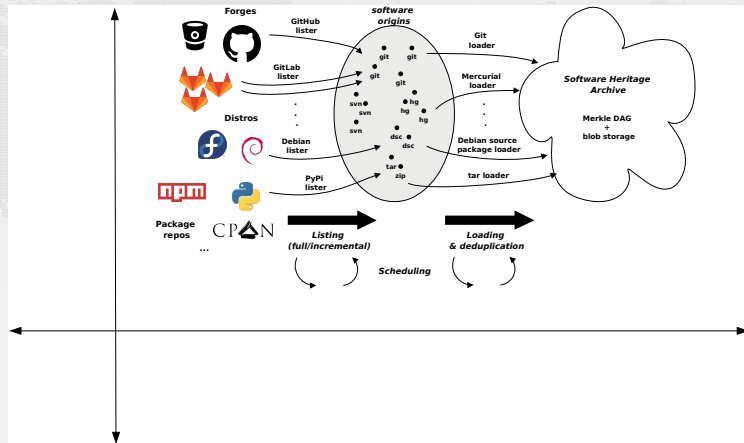 Forges
GitHub
lister
GitLab
lister
.
.
.
Distros
Debian
lister
PyPi
lister
npm
Package
repos
CPAN
...
software
origins
git
git
git
git
svn
svn
svn
hg
hg
hg
dsc
dsc
tar
zip
Git
loader
Mercurial
loader
.
.
.
Debian source
package loader
tar loader
Software Heritage
Archive
Merkle DAG
+
blob storage
Listing
(full/incremental)
Loading
& deduplication
Scheduling